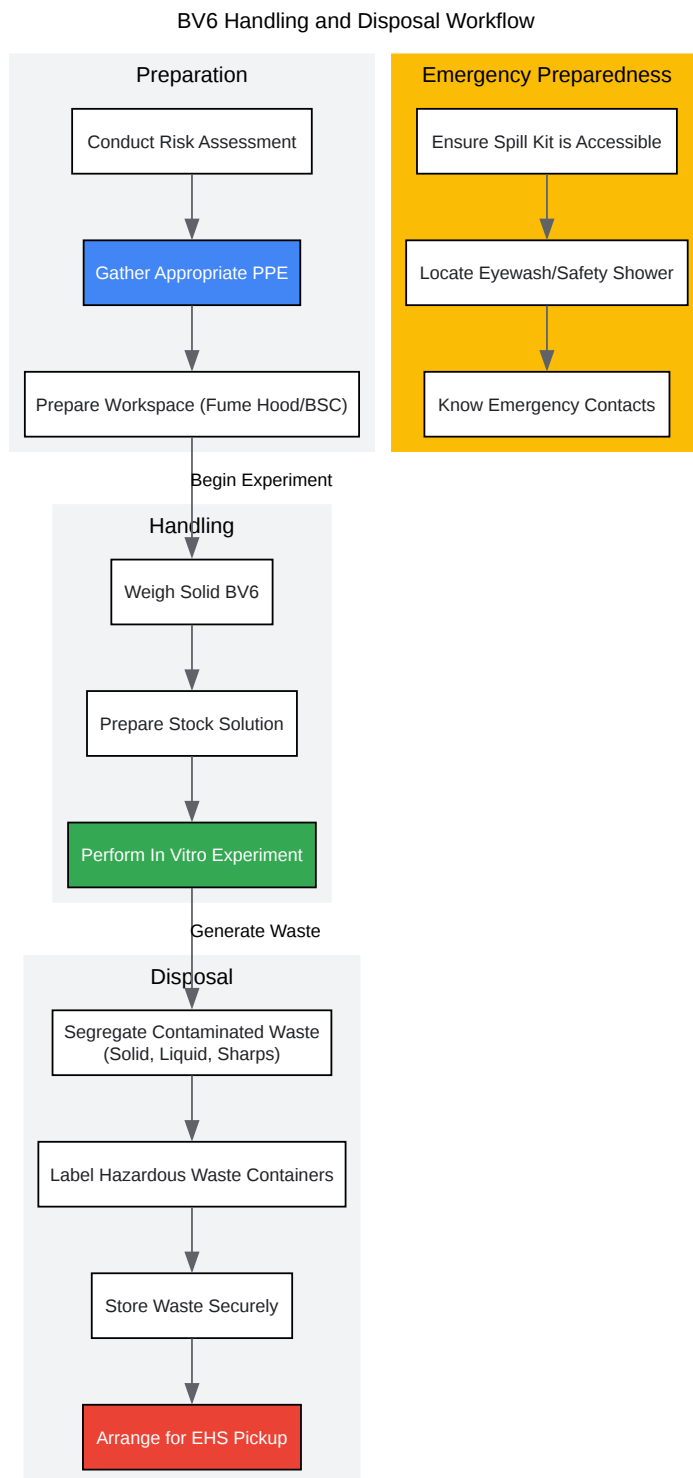 BV6 Handling and Disposal Workflow
Preparation
Conduct Risk Assessment
Gather Appropriate PPE
Prepare Workspace (Fume Hood/BSC)
Emergency Preparedness
Ensure Spill Kit is Accessible
Locate Eyewash/Safety Shower
Know Emergency Contacts
Begin Experiment
Handling
Weigh Solid BV6
Prepare Stock Solution
Perform In Vitro Experiment
Generate Waste
Disposal
Segregate Contaminated Waste
(Solid, Liquid, Sharps)
Label Hazardous Waste Containers
Store Waste Securely
Arrange for EHS Pickup